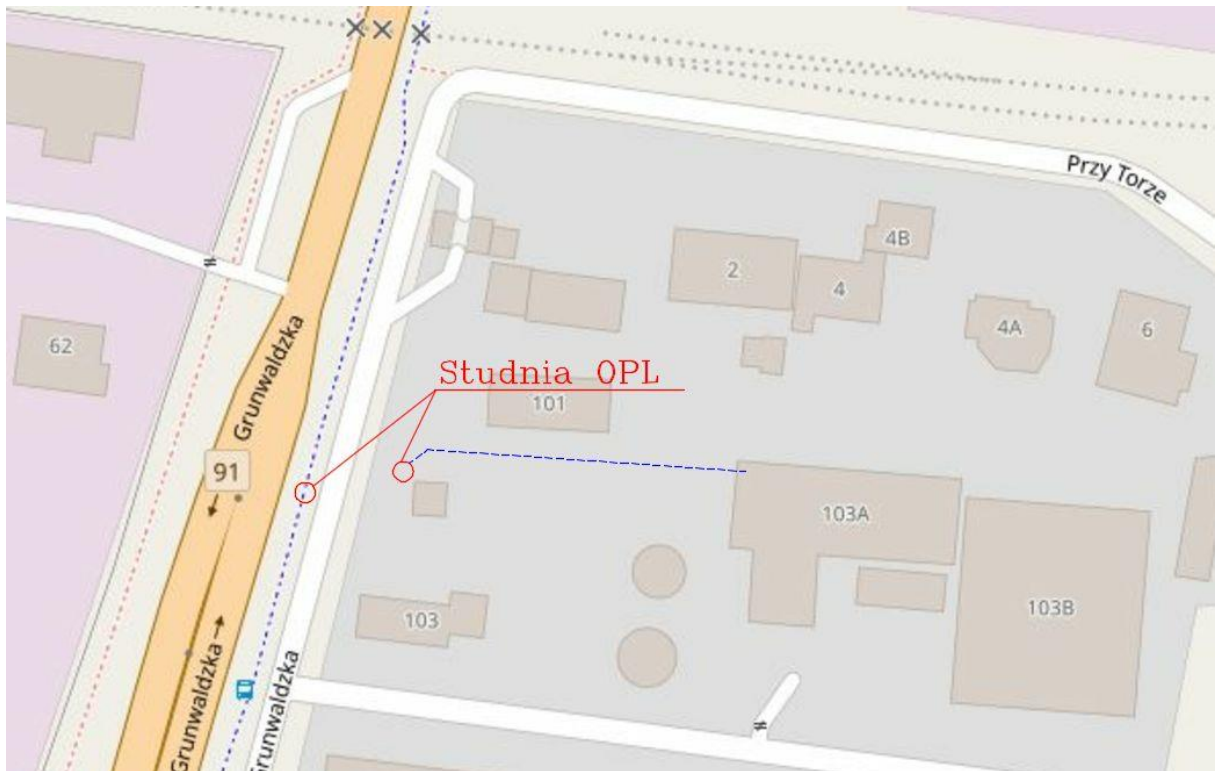 Przy Torze
4B
2
4
4A
6
62
Grunwaldzka
Studnia OPL
101
91
103A
103
103B
Grunwaldzka
Grunwaldzka